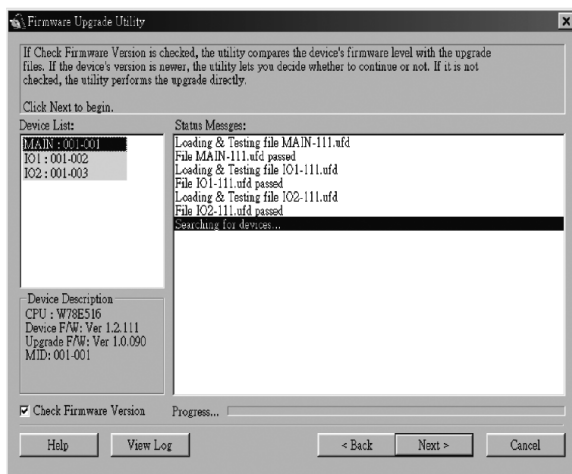 Firmware Upgrade Utility
If Check Firmware Version is checked, the utility compares the device's firmware level with the upgrade
files. If the device's version is newer, the utility lets you decide whether to continue or not. If it is not
checked, the utility performs the upgrade directly.
Click Next to begin.
Device List:
MAIN : 001-001
IO1 : 001-002
IO2 : 001-003
Device Description
CPU : W78E516
Device F/W: Ver 1.2.111
Upgrade F/W: Ver 1.0.090
MID: 001-001
Status Messges:
Loading & Testing file MAIN-111.ufd
File MAIN-111.ufd passed
Loading & Testing file IO1-111.ufd
File IO1-111.ufd passed
Loading & Testing file IO2-111.ufd
File IO2-111.ufd passed
Searching for devices...
Check Firmware Version
Progress...
Help
View Log
< Back
Next >
Cancel